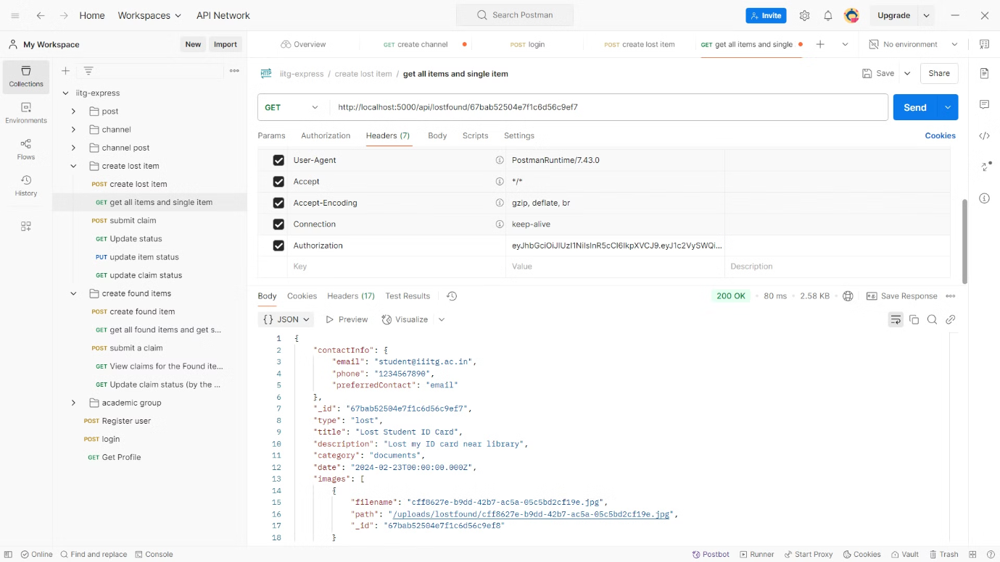 Home Workspaces API Network Search Postman Invite Upgrade
My Workspace New Import Overview GET create channel POST login POST create lost item GET get all items and single No environment
Collections
Environments
Flows
History
iitg-express
post
channel
channel post
create lost item
POST create lost item
GET get all items and single item
POST submit claim
GET Update status
PUT update item status
GET update claim status
create found items
POST create found item
GET get all found items and get s...
POST submit a claim
GET View claims for the Found ite...
GET Update claim status (by the ...
academic group
POST Register user
POST login
GET Get Profile
HTTP iitg-express / create lost item / get all items and single item Save Share
GET http://localhost:5000/api/lostfound/67bab52504e7f1c6d56c9ef7 Send
Params Authorization Headers (7) Body Scripts Settings Cookies
User-Agent PostmanRuntime/7.43.0
Accept */*
Accept-Encoding gzip, deflate, br
Connection keep-alive
Authorization eyJhbGciOiJIUzI1NiIsInR5cCI6IkpXVCJ9.eyJ1c2VySWQi...
Key Value Description
Body Cookies Headers (17) Test Results 200 OK • 80 ms • 2.58 KB • Save Response
{} JSON Preview Visualize
1 {
2 "contactInfo": {
3 "email": "student@iiitg.ac.in",
4 "phone": "1234567890",
5 "preferredContact": "email"
6 },
7 "_id": "67bab52504e7f1c6d56c9ef7",
8 "type": "lost",
9 "title": "Lost Student ID Card",
10 "description": "Lost my ID card near library",
11 "category": "documents",
12 "date": "2024-02-23T00:00:00.000Z",
13 "images": [
14 {
15 "filename": "cff8627e-b9dd-42b7-ac5a-05c5bd2cf19e.jpg",
16 "path": "/uploads/lostfound/cff8627e-b9dd-42b7-ac5a-05c5bd2cf19e.jpg",
17 "_id": "67bab52504e7f1c6d56c9ef8"
18 }
Online Find and replace Console Postbot Runner Start Proxy Cookies Vault Trash